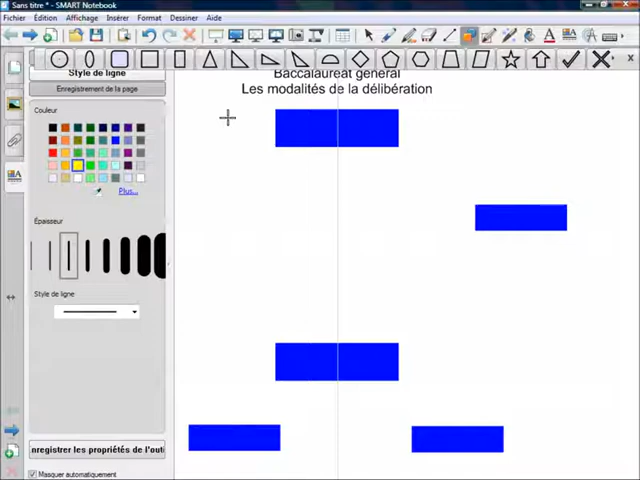 Sans titre * - SMART Notebook
Fichier Edition Affichage Insérer Format Dessiner Aide
Style de ligne
Enregistrement de la page
Couleur
Plus...
Épaisseur
Style de ligne
nregistrer les propriétés de l'outi
Masquer automatiquement
Baccalauréat général
Les modalités de la délibération